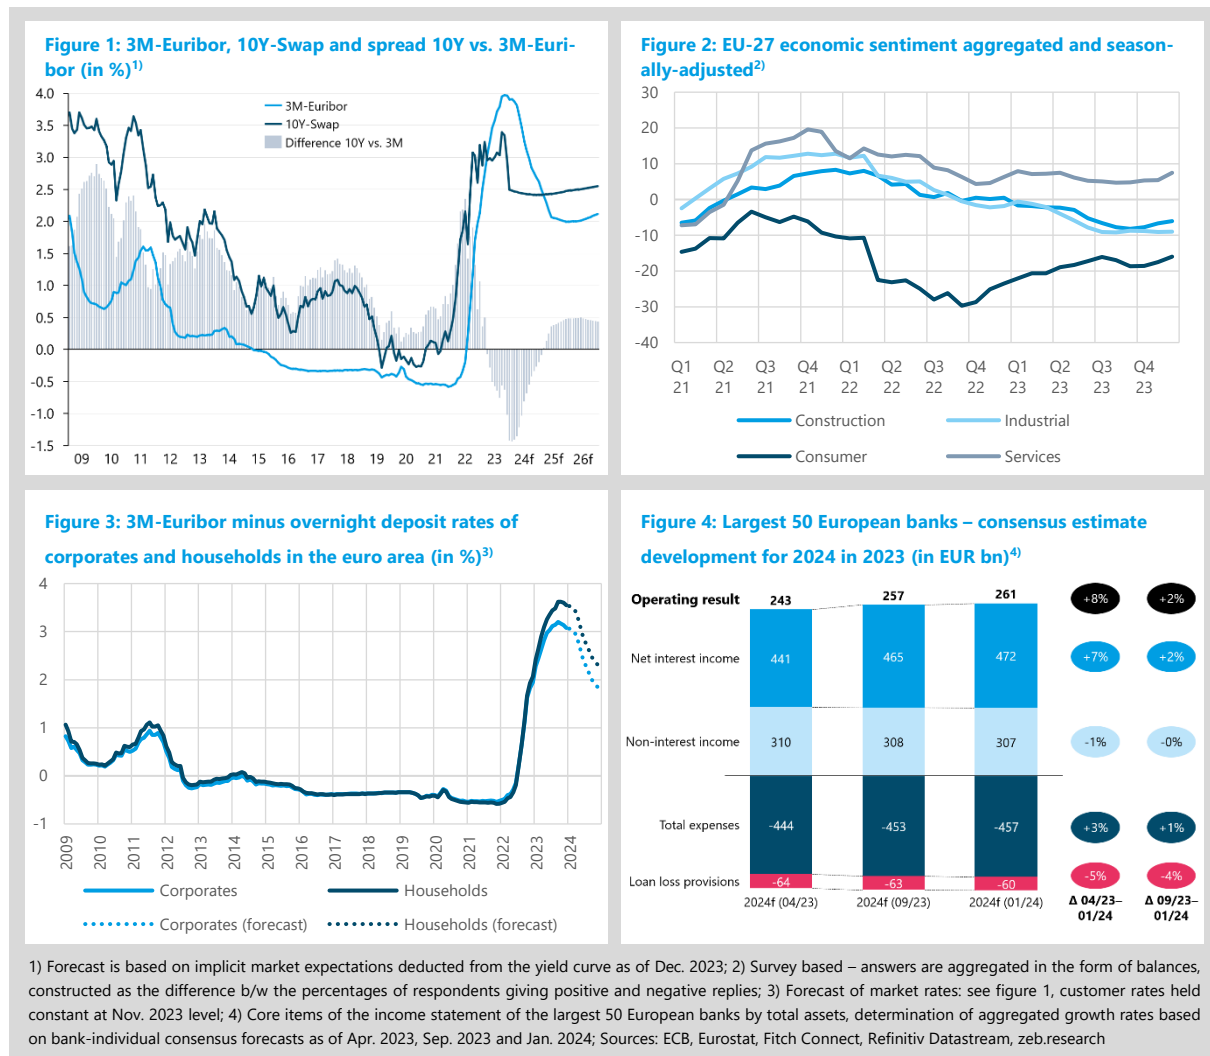 Figure 1: 3M-Euribor, 10Y-Swap and spread 10Y vs. 3M-Euri-
bor (in %)1)
4.0
3.5
3.0
2.5
2.0
1.5
1.0
0.5
0.0
-0.5
-1.0
-1.5
3M-Euribor
10Y-Swap
Difference 10Y vs. 3M
09 10 11 12 13 14 15 16 17 18 19 20 21 22 23 24f 25f 26f
Figure 2: EU-27 economic sentiment aggregated and season-
ally-adjusted2)
30
20
10
0
-10
-20
-30
-40
Q1 Q2 Q3 Q4 Q1 Q2 Q3 Q4 Q1 Q2 Q3 Q4
21 21 21 21 22 22 22 22 23 23 23 23
Construction Industrial
Consumer Services
Figure 3: 3M-Euribor minus overnight deposit rates of
corporates and households in the euro area (in %)3)
4
3
2
1
0
-1
2009 2010 2011 2012 2013 2014 2015 2016 2017 2018 2019 2020 2021 2022 2023 2024
Corporates Households
Corporates (forecast) Households (forecast)
Figure 4: Largest 50 European banks – consensus estimate
development for 2024 in 2023 (in EUR bn)4)
Operating result 243 257 261 +8% +2%
Net interest income 441 465 472 +7% +2%
Non-interest income 310 308 307 -1% -0%
Total expenses -444 -453 -457 +3% +1%
Loan loss provisions -64 -63 -60 -5% -4%
2024f (04/23) 2024f (09/23) 2024f (01/24) Δ 04/23– Δ 09/23–
01/24 01/24
1) Forecast is based on implicit market expectations deducted from the yield curve as of Dec. 2023; 2) Survey based – answers are aggregated in the form of balances,
constructed as the difference b/w the percentages of respondents giving positive and negative replies; 3) Forecast of market rates: see figure 1, customer rates held
constant at Nov. 2023 level; 4) Core items of the income statement of the largest 50 European banks by total assets, determination of aggregated growth rates based
on bank-individual consensus forecasts as of Apr. 2023, Sep. 2023 and Jan. 2024; Sources: ECB, Eurostat, Fitch Connect, Refinitiv Datastream, zeb.research